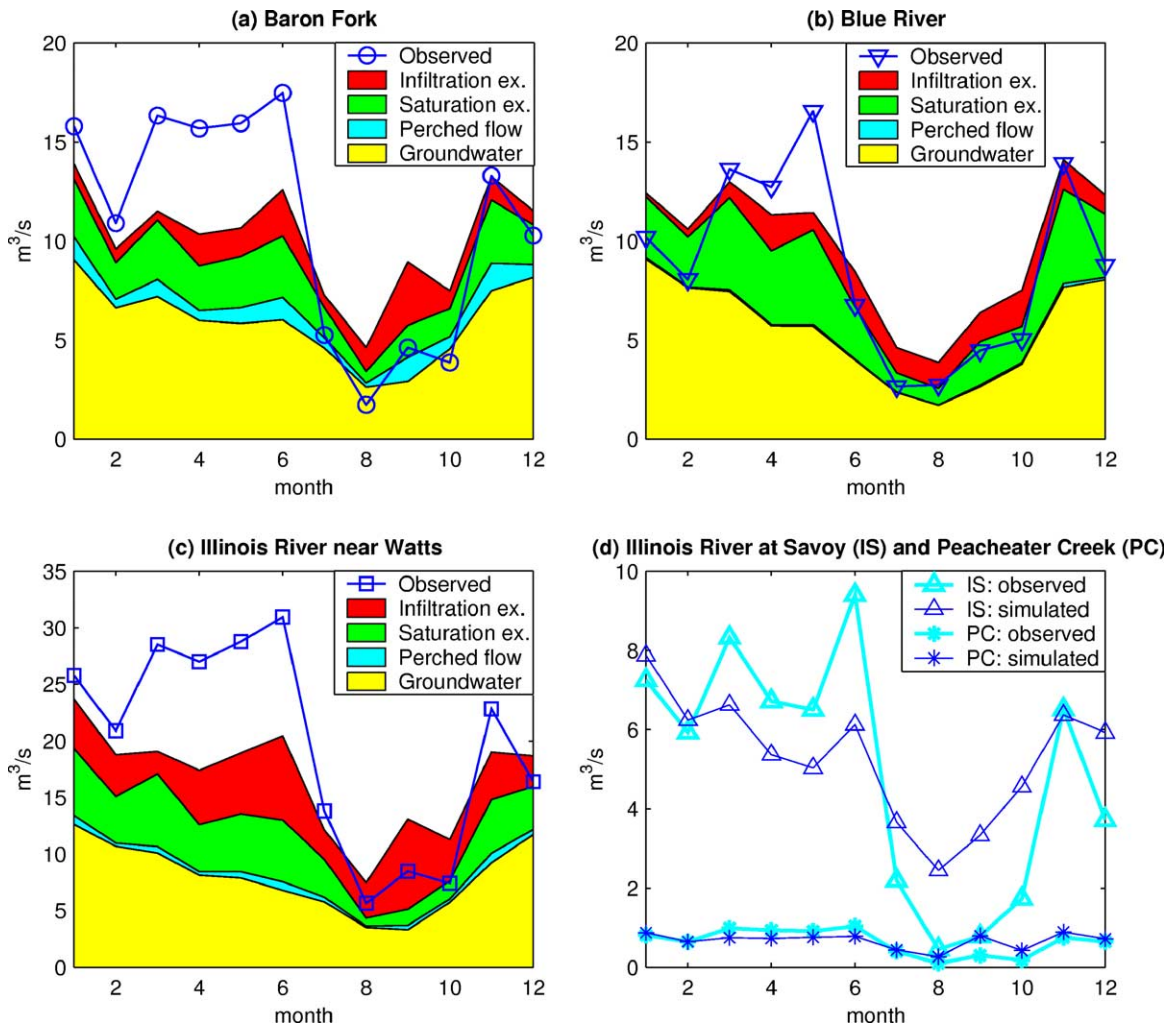 (a) Baron Fork
20
15
10
5
0
m³/s
2 4 6 8 10 12
month
Observed
Infiltration ex.
Saturation ex.
Perched flow
Groundwater
(b) Blue River
20
15
10
5
0
m³/s
2 4 6 8 10 12
month
Observed
Infiltration ex.
Saturation ex.
Perched flow
Groundwater
(c) Illinois River near Watts
35
30
25
20
15
10
5
0
m³/s
2 4 6 8 10 12
month
Observed
Infiltration ex.
Saturation ex.
Perched flow
Groundwater
(d) Illinois River at Savoy (IS) and Peacheater Creek (PC)
10
8
6
4
2
0
m³/s
2 4 6 8 10 12
month
IS: observed
IS: simulated
PC: observed
PC: simulated